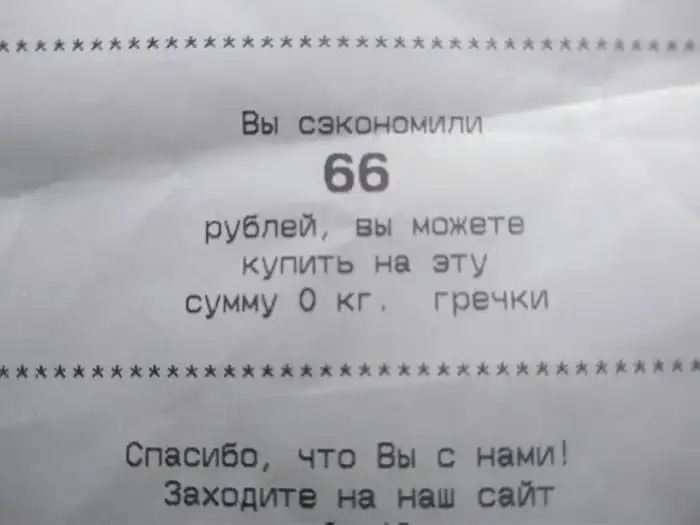 ************************************
Вы сэкономили
66
рублей, вы можете
купить на эту
сумму 0 кг. гречки
************************************
Спасибо, что Вы с нами!
Заходите на наш сайт